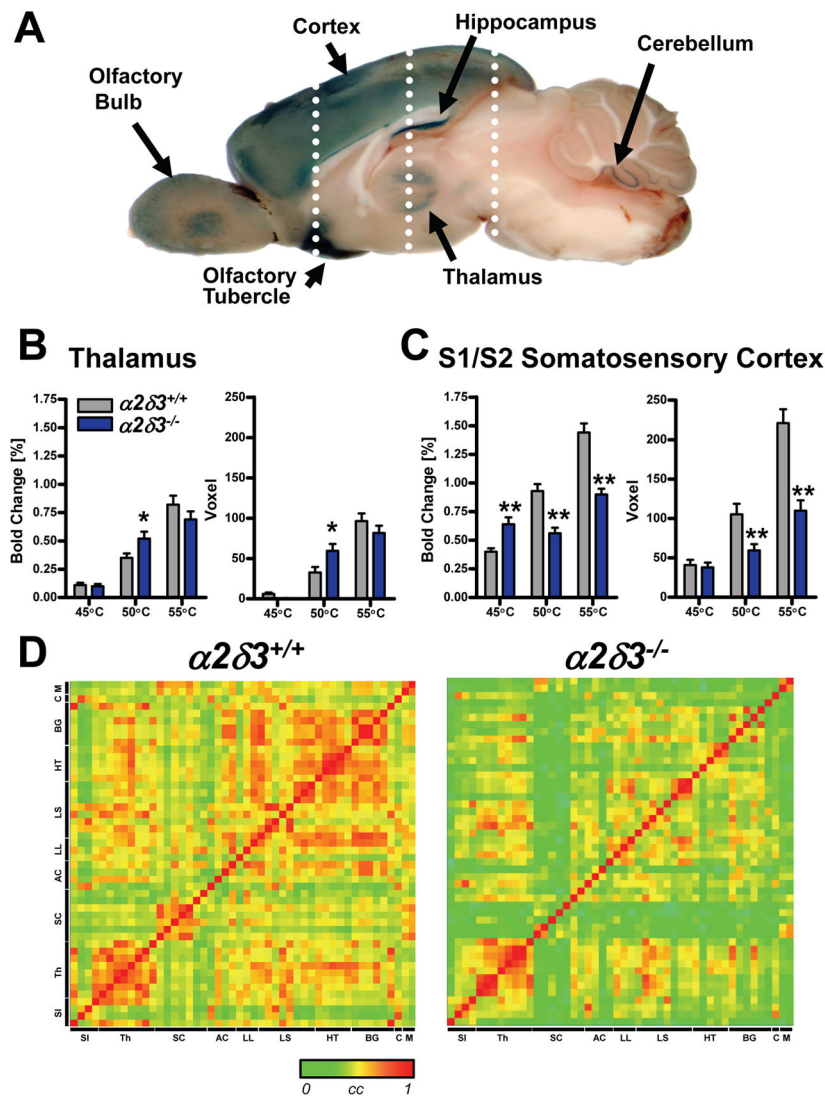 A
Cortex
Hippocampus
Cerebellum
Olfactory
Bulb
Olfactory
Tubercle
Thalamus
B Thalamus
Bold Change [%]
1.75
1.50
1.25
1.00
0.75
0.50
0.25
0.00
α2δ3+/+
α2δ3-/-
*
45°C 50°C 55°C
Voxel
250
200
150
100
50
0
*
45°C 50°C 55°C
C S1/S2 Somatosensory Cortex
Bold Change [%]
1.75
1.50
1.25
1.00
0.75
0.50
0.25
0.00
** ** **
45°C 50°C 55°C
Voxel
250
200
150
100
50
0
** **
45°C 50°C 55°C
D
α2δ3+/+
α2δ3-/-
M
C
BG
HT
LS
LL
AC
SC
Th
SI
SI Th SC AC LL LS HT BG C M
SI Th SC AC LL LS HT BG C M
0 cc 1